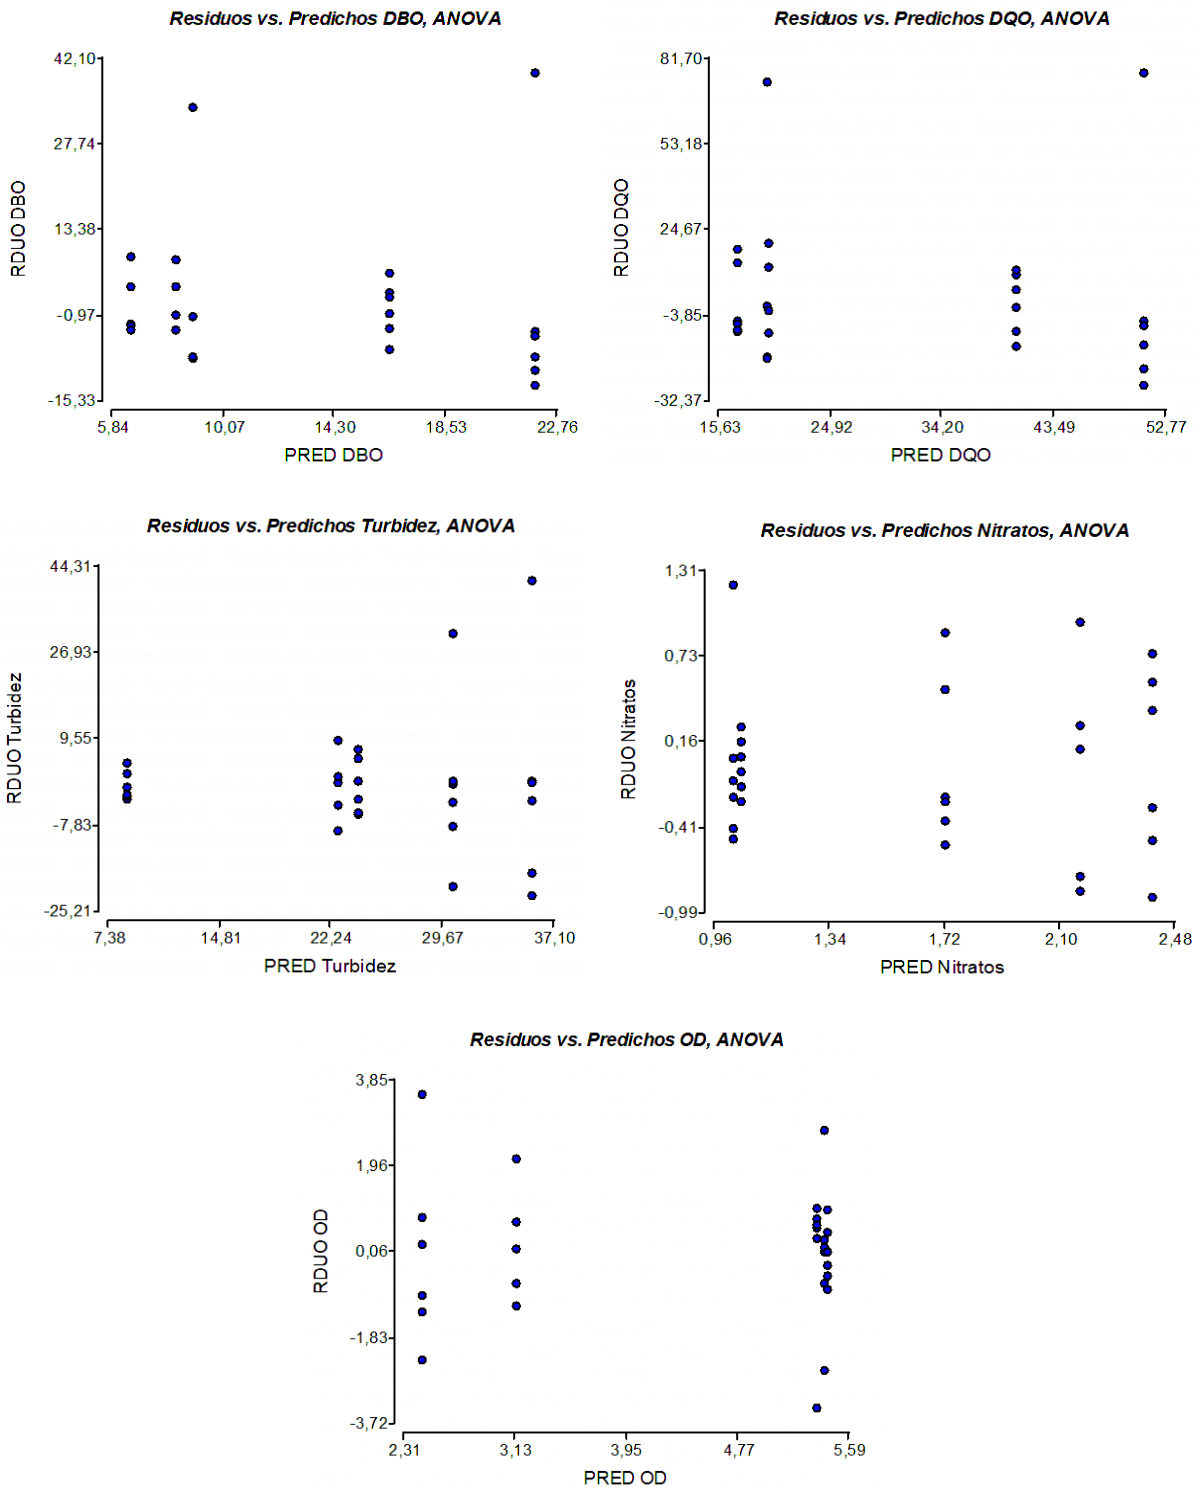 Residuos vs. Predichos DBO, ANOVA
42,10
27,74
13,38
-0,97
-15,33
RDUO DBO
5,84 10,07 14,30 18,53 22,76
PRED DBO
Residuos vs. Predichos DQO, ANOVA
81,70
53,18
24,67
-3,85
-32,37
RDUO DQO
15,63 24,92 34,20 43,49 52,77
PRED DQO
Residuos vs. Predichos Turbidez, ANOVA
44,31
26,93
9,55
-7,83
-25,21
RDUO Turbidez
7,38 14,81 22,24 29,67 37,10
PRED Turbidez
Residuos vs. Predichos Nitratos, ANOVA
1,31
0,73
0,16
-0,41
-0,99
RDUO Nitratos
0,96 1,34 1,72 2,10 2,48
PRED Nitratos
Residuos vs. Predichos OD, ANOVA
3,85
1,96
0,06
-1,83
-3,72
RDUO OD
2,31 3,13 3,95 4,77 5,59
PRED OD